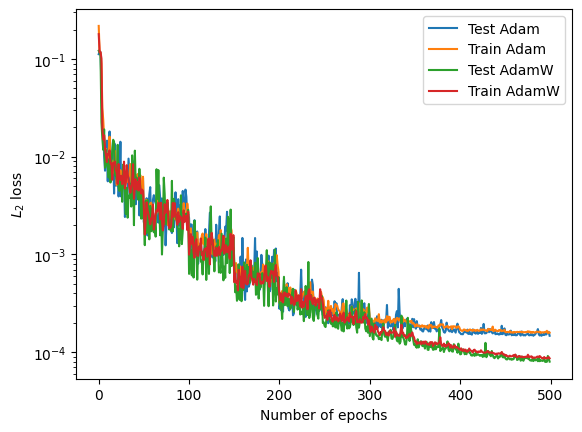 Test Adam
Train Adam
Test AdamW
Train AdamW
10⁻¹
10⁻²
10⁻³
10⁻⁴
L₂ loss
0 100 200 300 400 500
Number of epochs